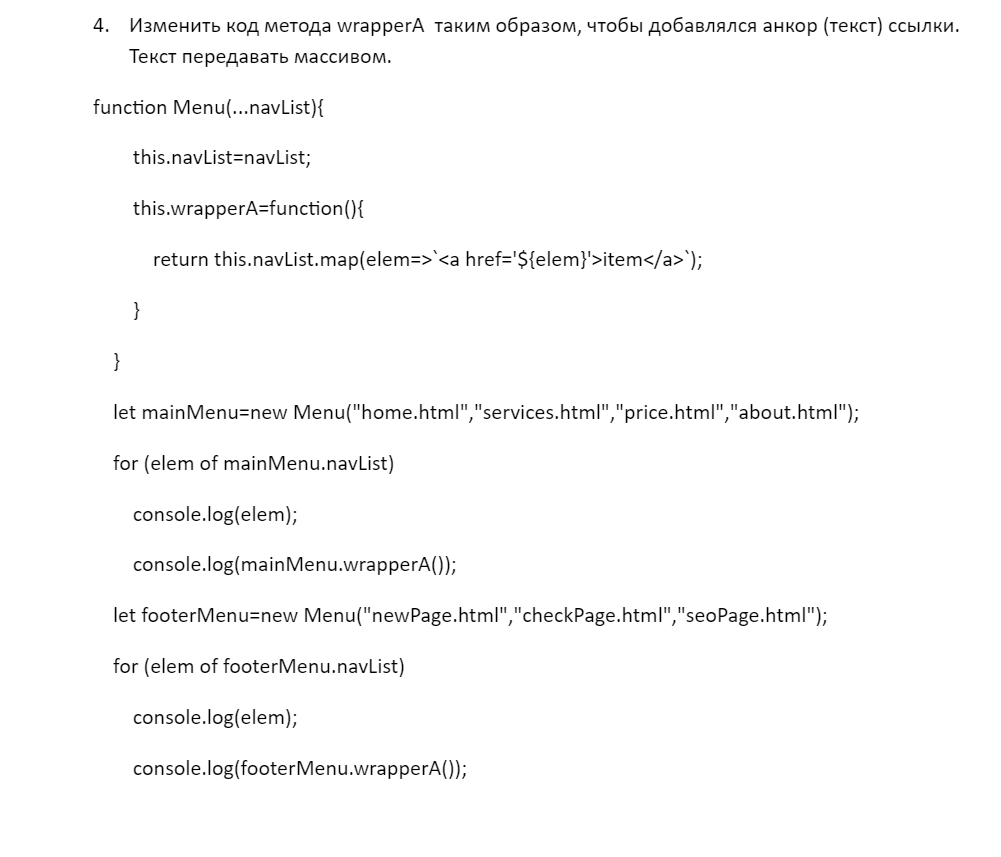 4. Изменить код метода wrapperA таким образом, чтобы добавлялся анкор (текст) ссылки.
Текст передавать массивом.
function Menu(...navList){
this.navList=navList;
this.wrapperA=function(){
return this.navList.map(elem=>`<a href='${elem}'>item</a>`);
}
}
let mainMenu=new Menu("home.html","services.html","price.html","about.html");
for (elem of mainMenu.navList)
console.log(elem);
console.log(mainMenu.wrapperA());
let footerMenu=new Menu("newPage.html","checkPage.html","seoPage.html");
for (elem of footerMenu.navList)
console.log(elem);
console.log(footerMenu.wrapperA());